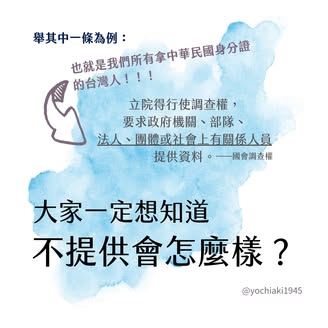 舉其中一條為例：
也就是我們所有拿中華民國身分證
的台灣人！！！
立院得行使調查權，
要求政府機關、部隊、
法人、團體或社會上有關係人員
提供資料。——國會調查權
大家一定想知道
不提供會怎麼樣？
@yochiaki1945